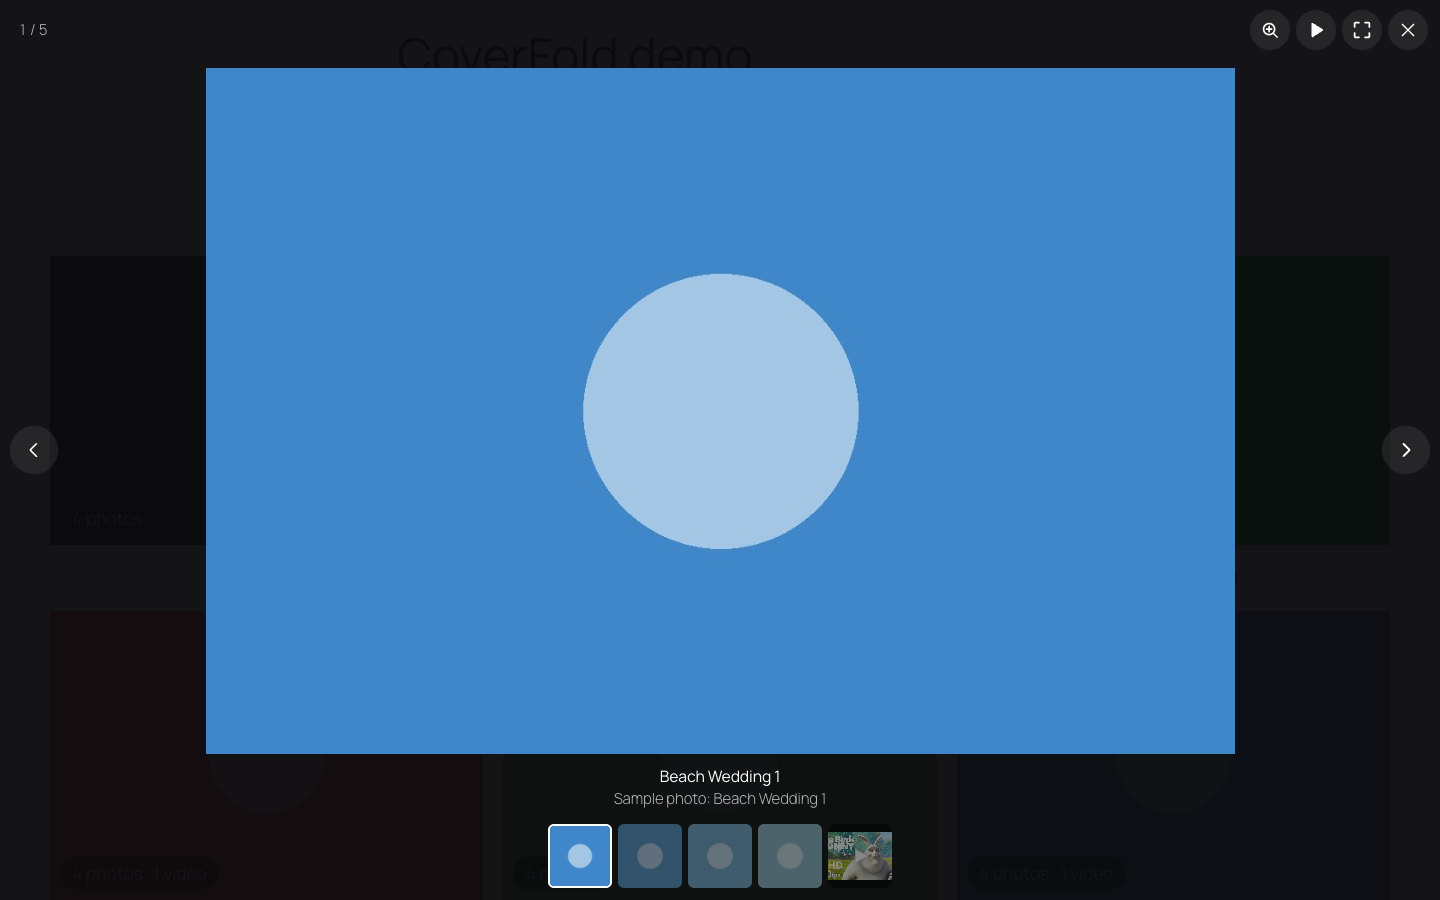 1 / 5
CoverFold demo
4 photos
Beach Wedding 1
Sample photo: Beach Wedding 1
4 photos · 1 video
4 photos · 1 video
HD